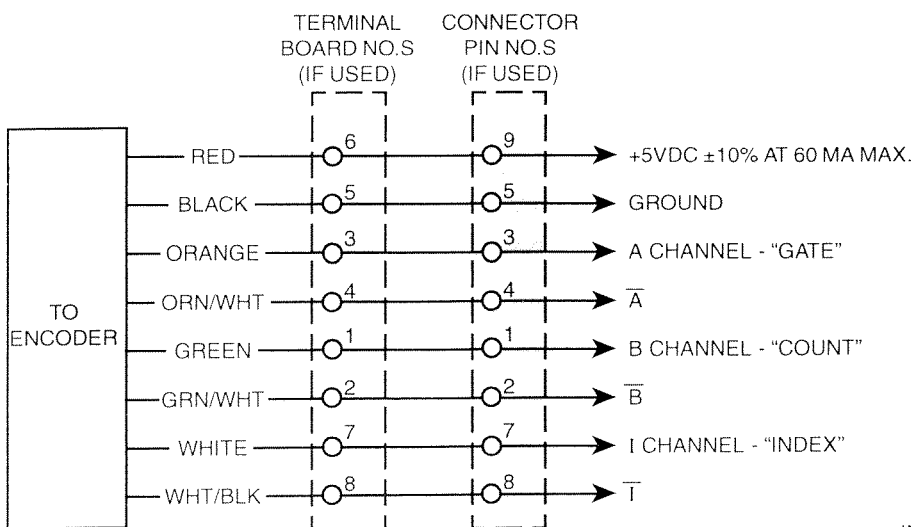 TERMINAL
BOARD NO.S
(IF USED)
CONNECTOR
PIN NO.S
(IF USED)
TO
ENCODER
RED 6 9 +5VDC ±10% AT 60 MA MAX.
BLACK 5 5 GROUND
ORANGE 3 3 A CHANNEL - “GATE”
ORN/WHT 4 4 A̅
GREEN 1 1 B CHANNEL - “COUNT”
GRN/WHT 2 2 B̅
WHITE 7 7 I CHANNEL - “INDEX”
WHT/BLK 8 8 I̅